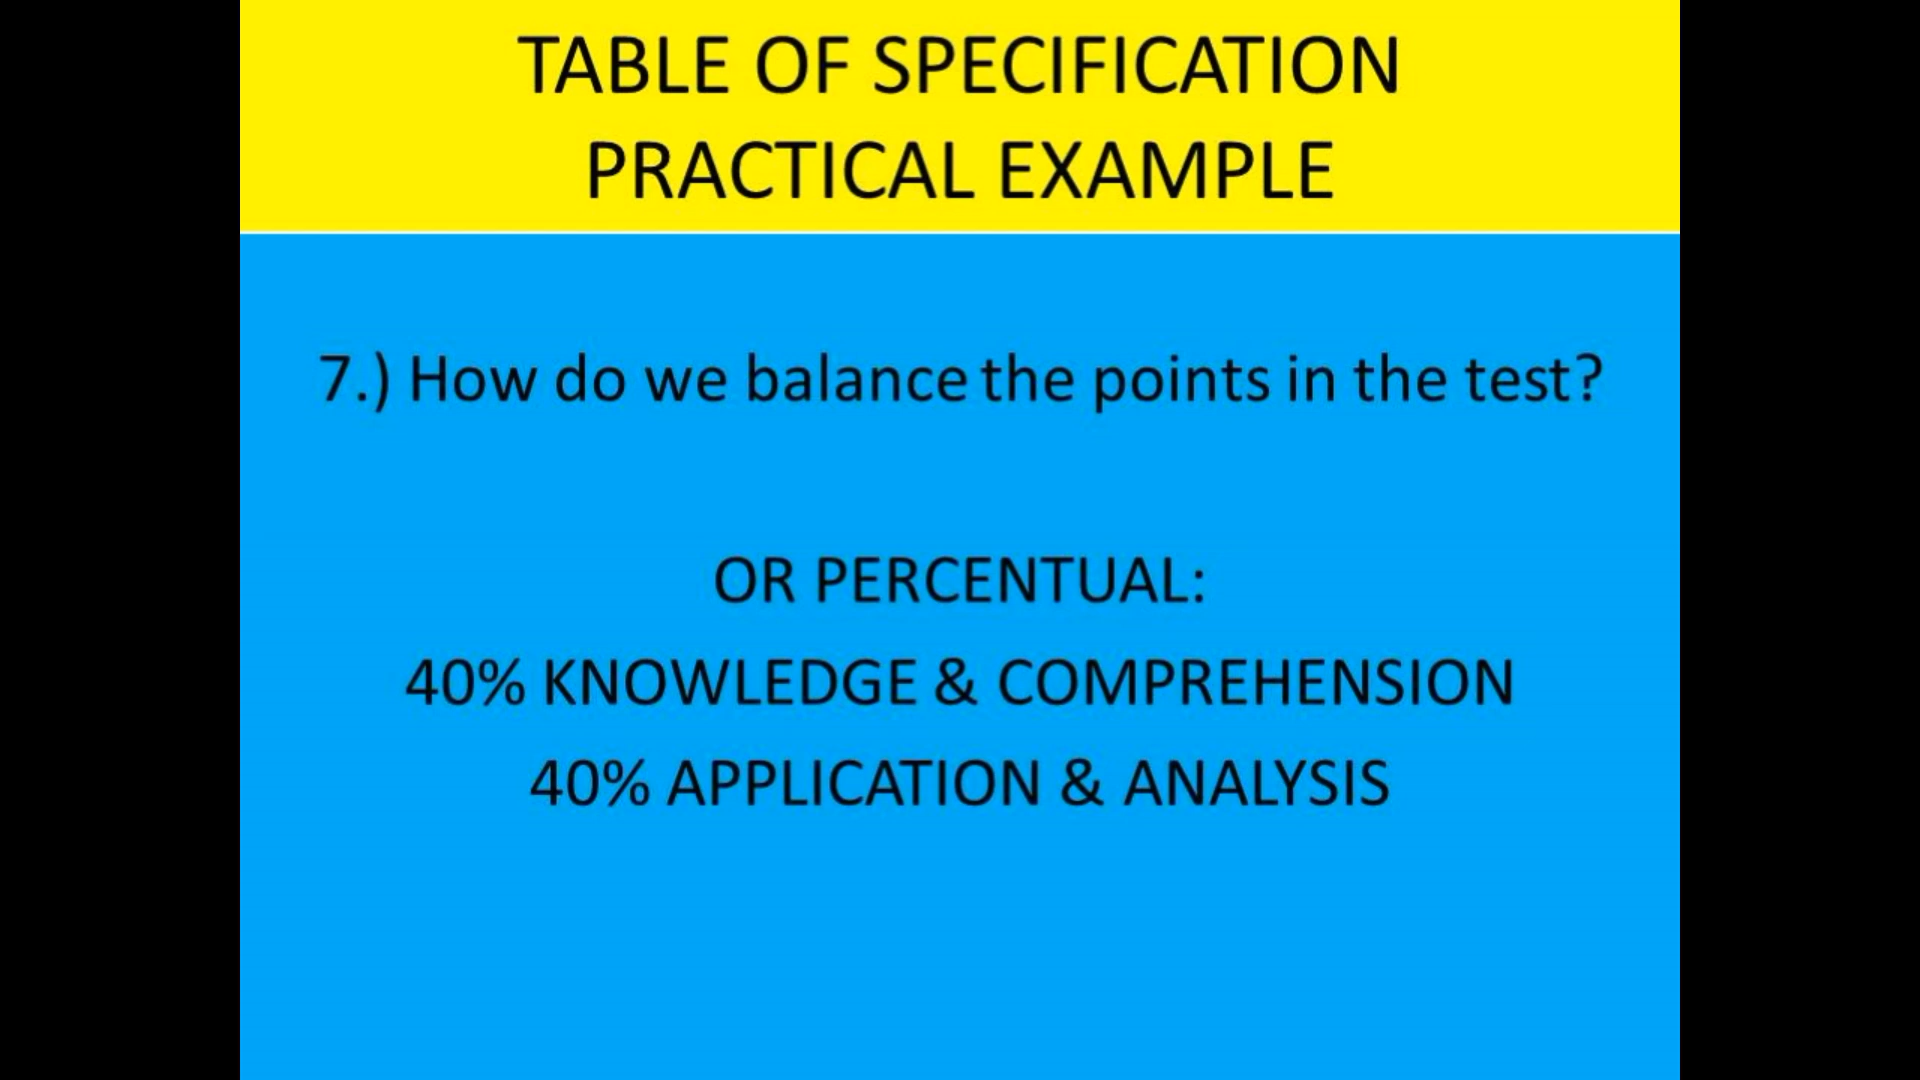 TABLE OF SPECIFICATION
PRACTICAL EXAMPLE
7.) How do we balance the points in the test?
OR PERCENTUAL:
40% KNOWLEDGE & COMPREHENSION
40% APPLICATION & ANALYSIS